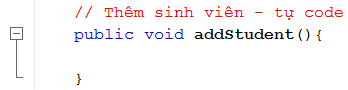 // Thêm sinh viên - tự code
public void addStudent(){
}